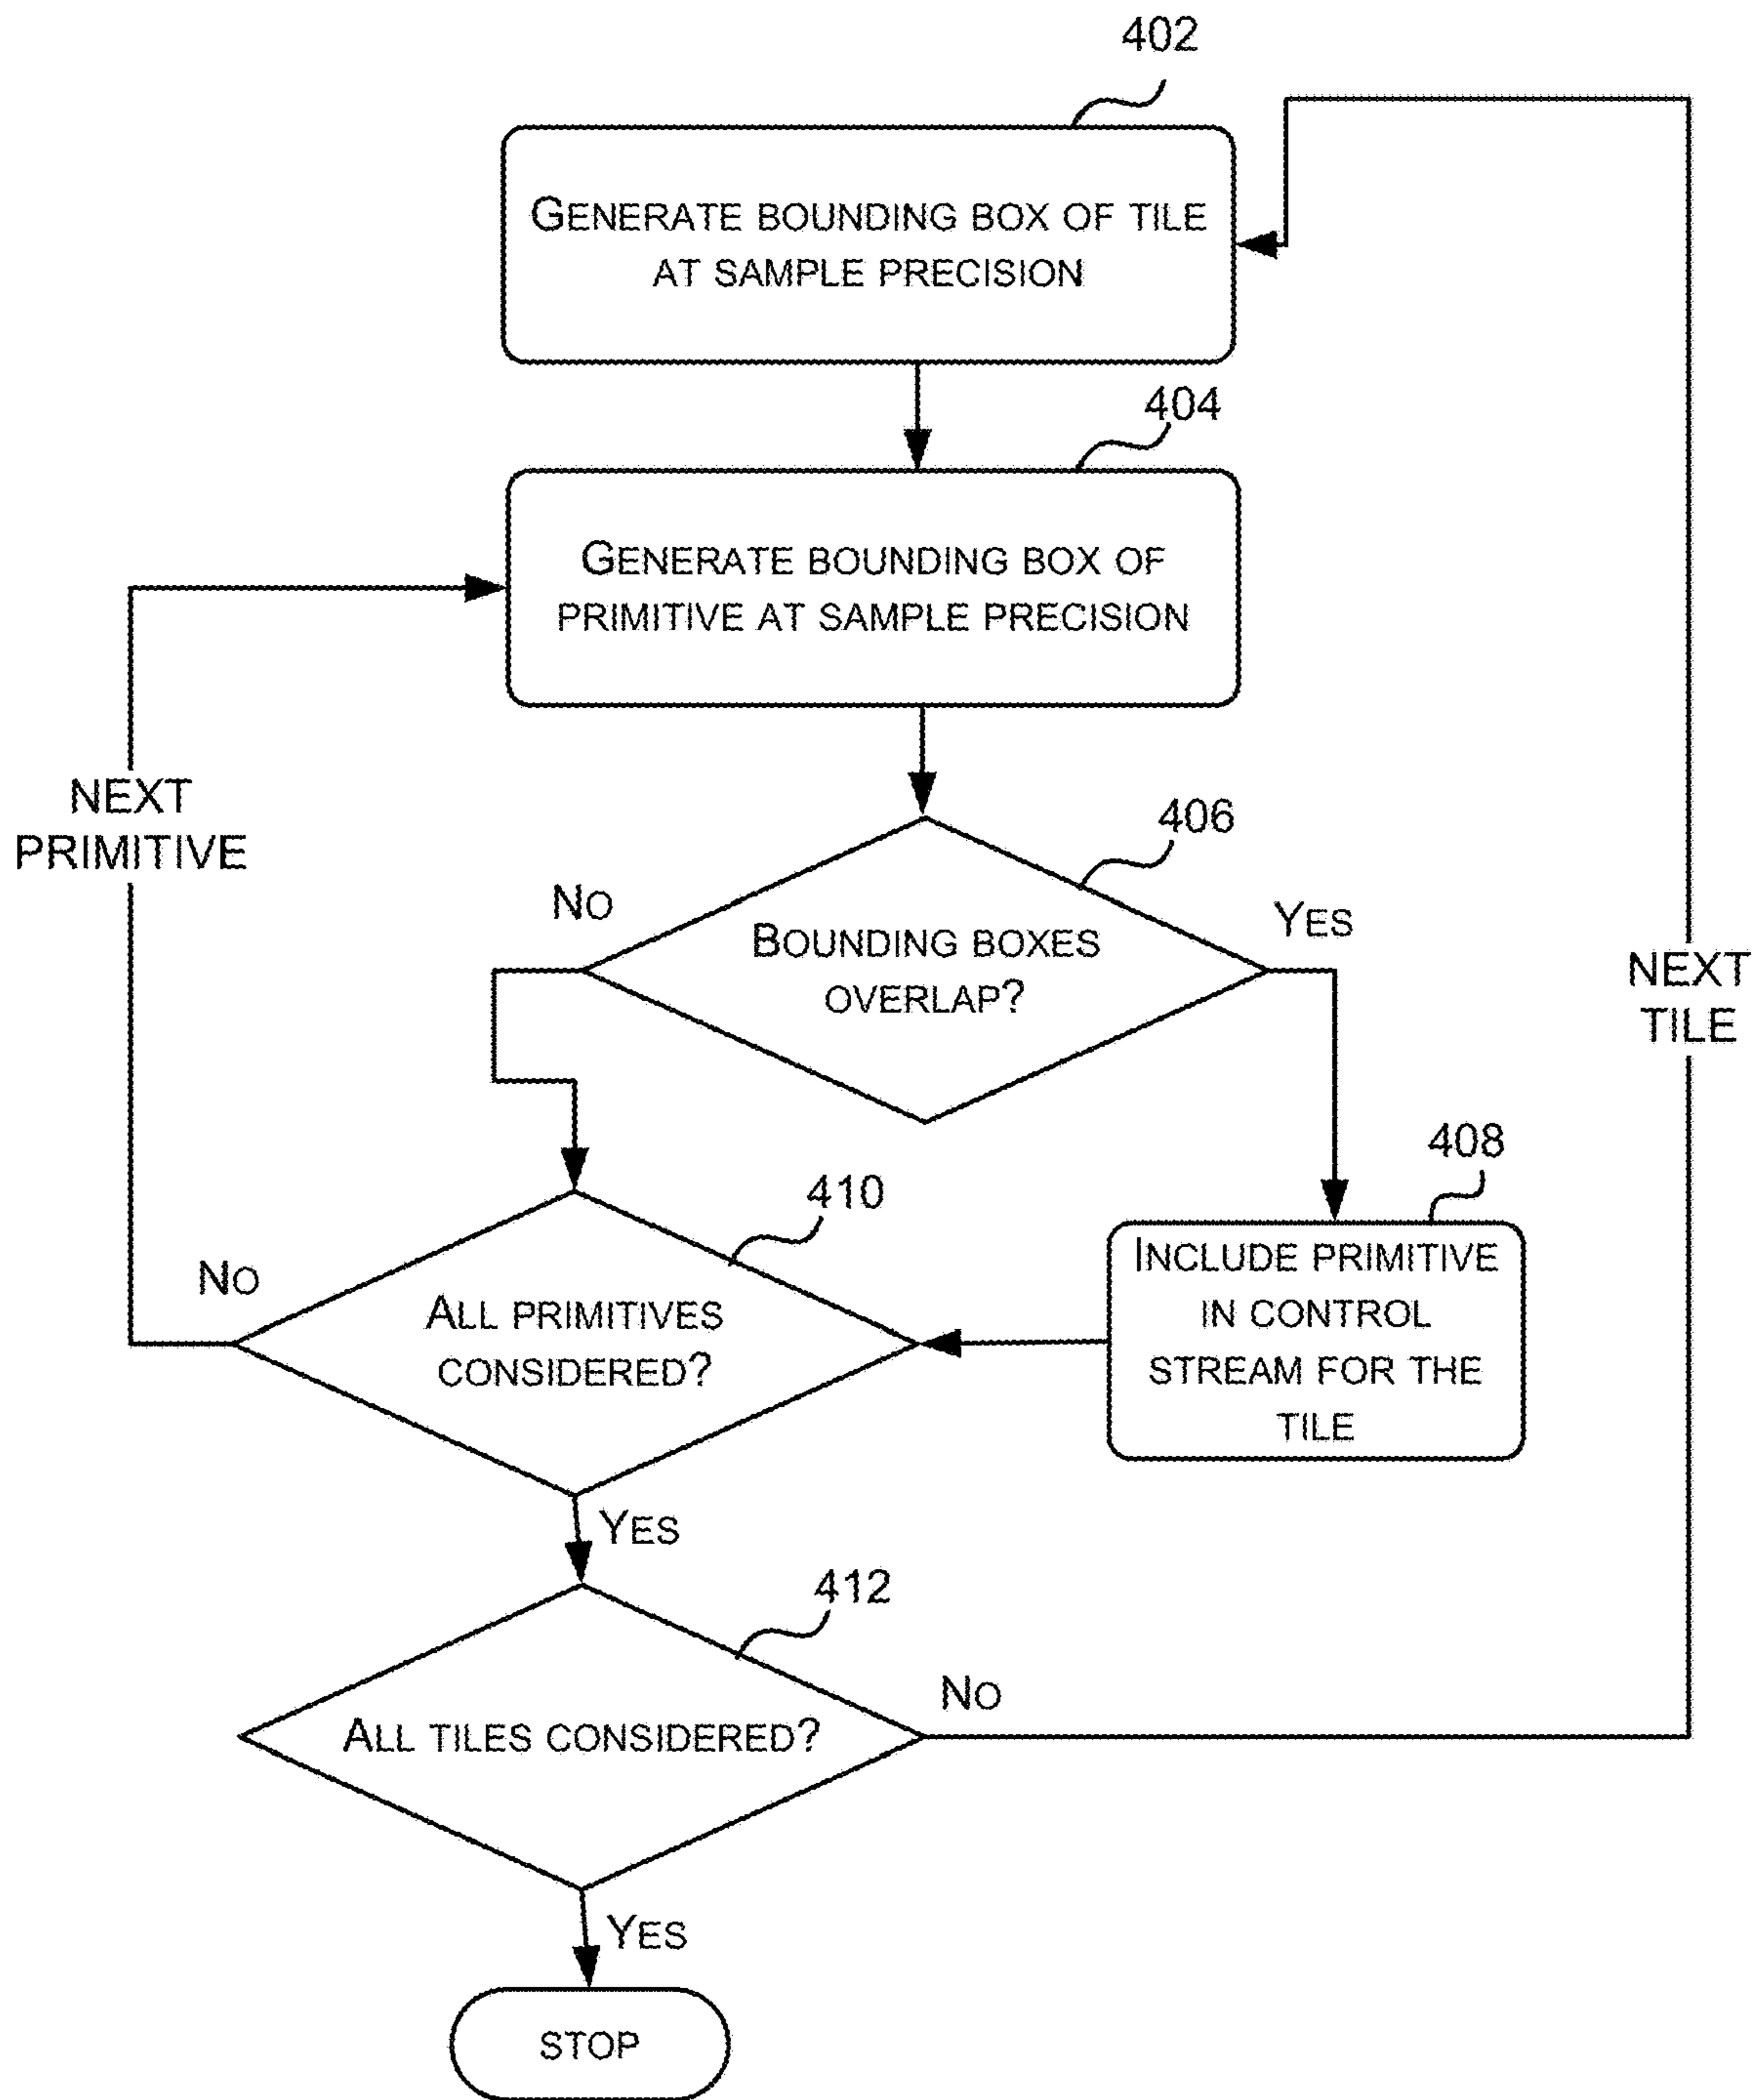 402
GENERATE BOUNDING BOX OF TILE
AT SAMPLE PRECISION
404
GENERATE BOUNDING BOX OF
PRIMITIVE AT SAMPLE PRECISION
NEXT
PRIMITIVE
406
NO
YES
BOUNDING BOXES
OVERLAP?
NEXT
TILE
408
410
INCLUDE PRIMITIVE
IN CONTROL
STREAM FOR THE
TILE
NO
ALL PRIMITIVES
CONSIDERED?
YES
412
NO
ALL TILES CONSIDERED?
YES
STOP